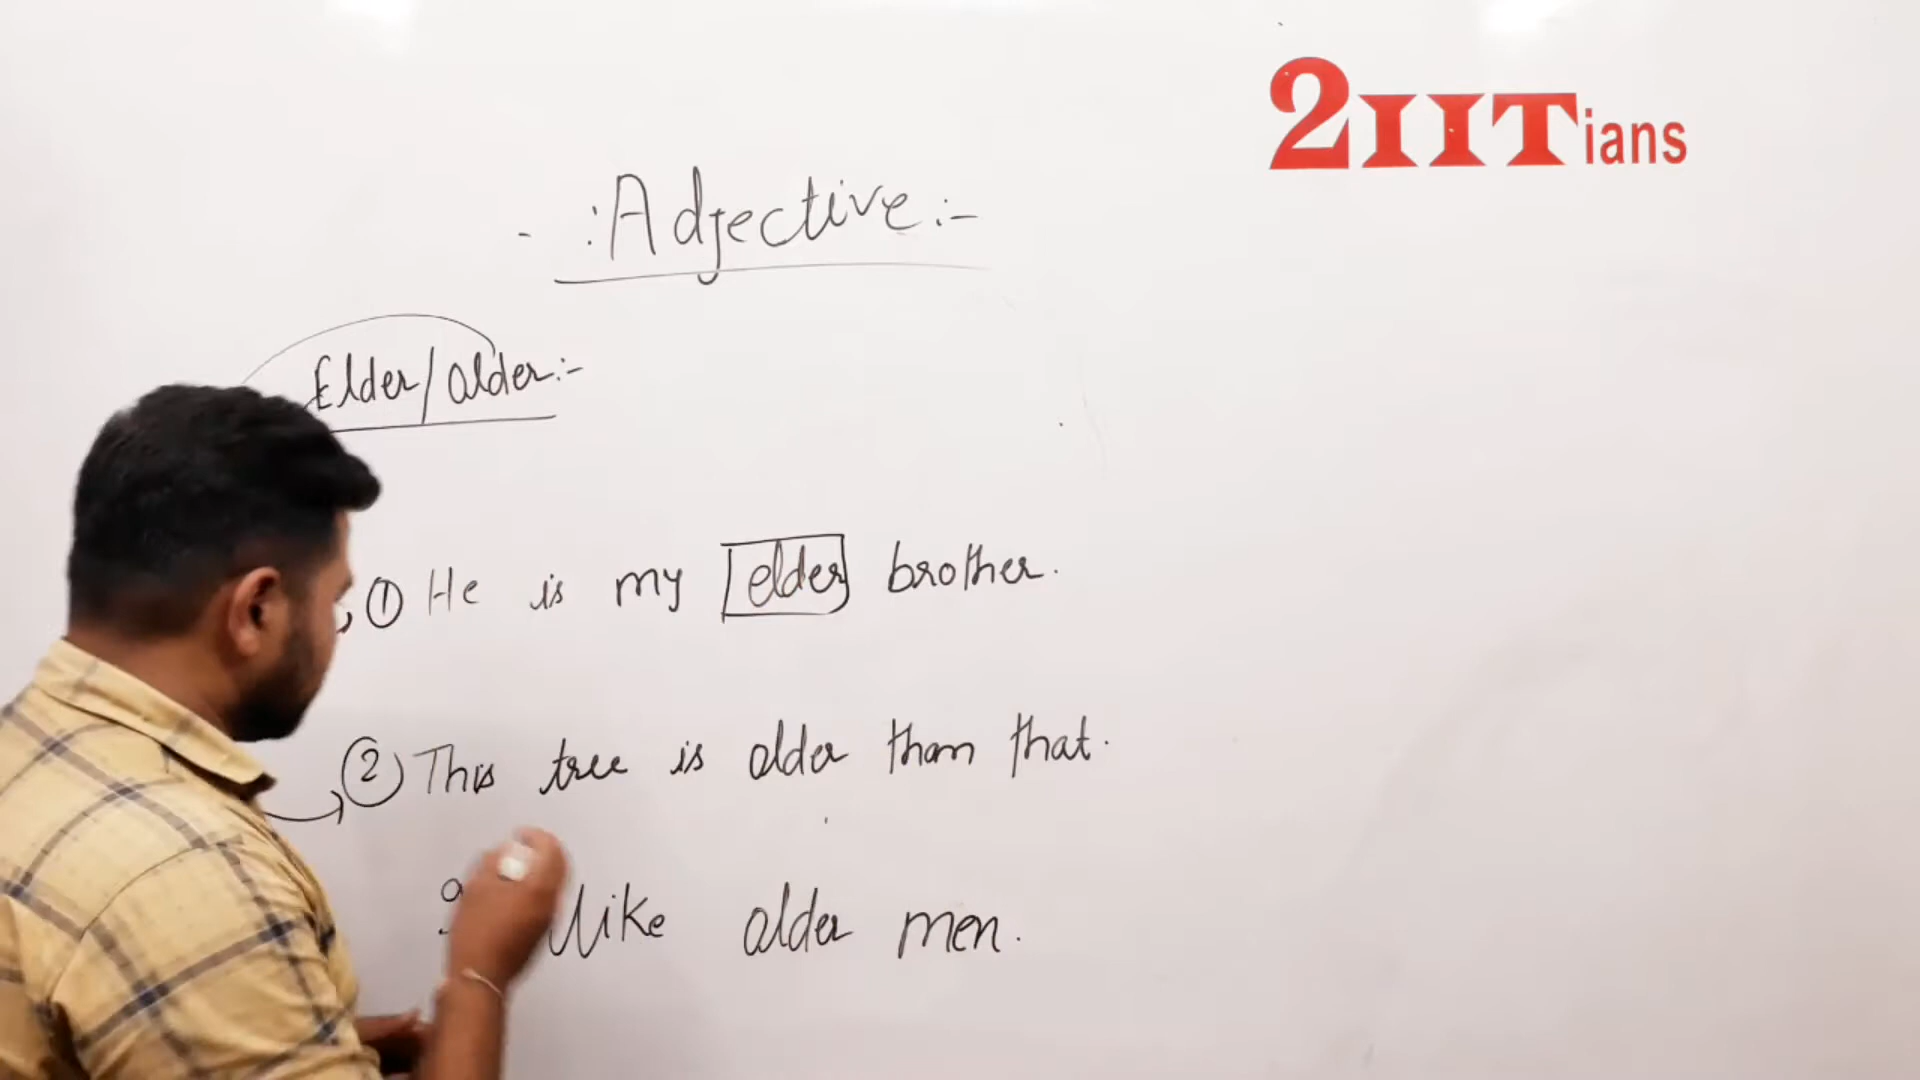 2IITians
- :Adjective:-
Elder/older:-
① He is my elder brother.
② This tree is older than that.
like older men.